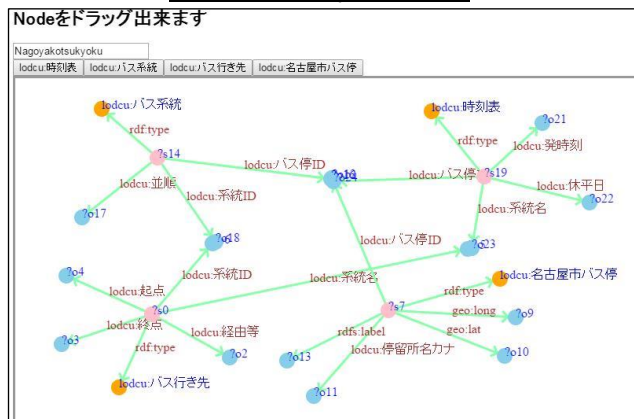 Nodeをドラッグ出来ます
Nagoyakotsukyoku
lodcu:時刻表 lodcu:バス系統 lodcu:バス行き先 lodcu:名古屋市バス停
lodcu:バス系統
lodcu:時刻表
?o21
rdf:type
rdf:type
lodcu:発時刻
?s14
lodcu:バス停ID
lodcu:バス停
?s19
lodcu:並順
lodcu:系統ID
lodcu:休平日
?o22
lodcu:系統名
?o17
?o18
lodcu:バス停ID
?o23
?o4
lodcu:系統ID
lodcu:系統名
rdf:type
lodcu:名古屋市バス停
lodcu:起点
?s0
?s7
geo:long
?o9
lodcu:終点
lodcu:経由等
rdfs:label
geo:lat
?o3
rdf:type
?o2
?o13
lodcu:停留所名カナ
?o10
lodcu:バス行き先
?o11